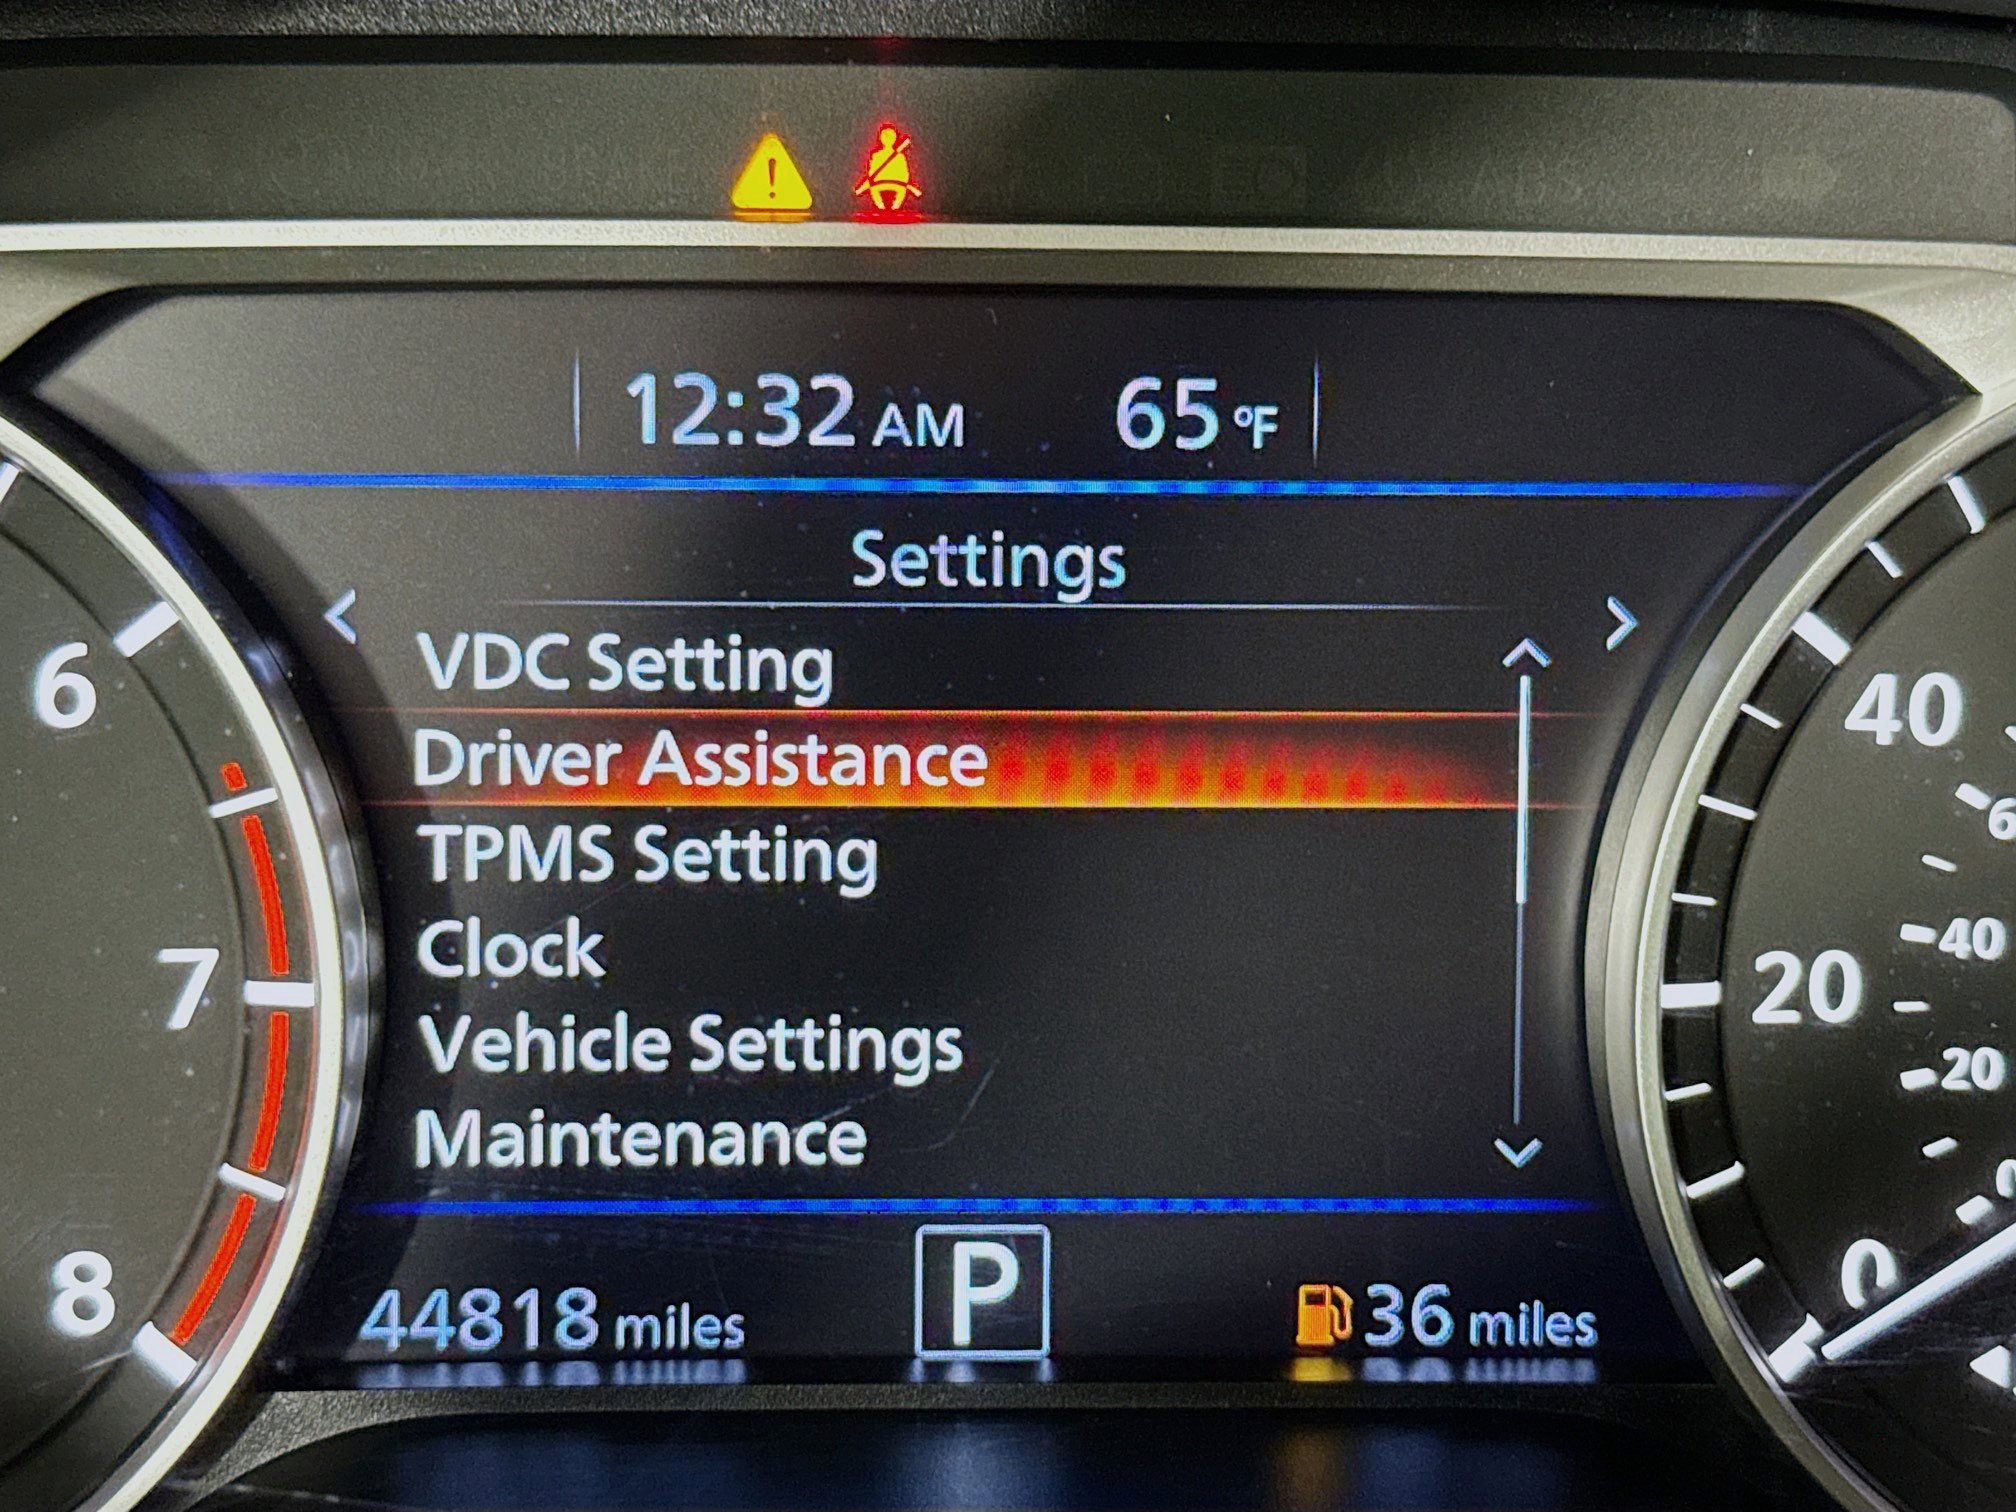 12:32 AM 65 °F
Settings
VDC Setting
Driver Assistance
TPMS Setting
Clock
Vehicle Settings
Maintenance
44818 miles P 36 miles
6
7
8
40
20
0
40
20